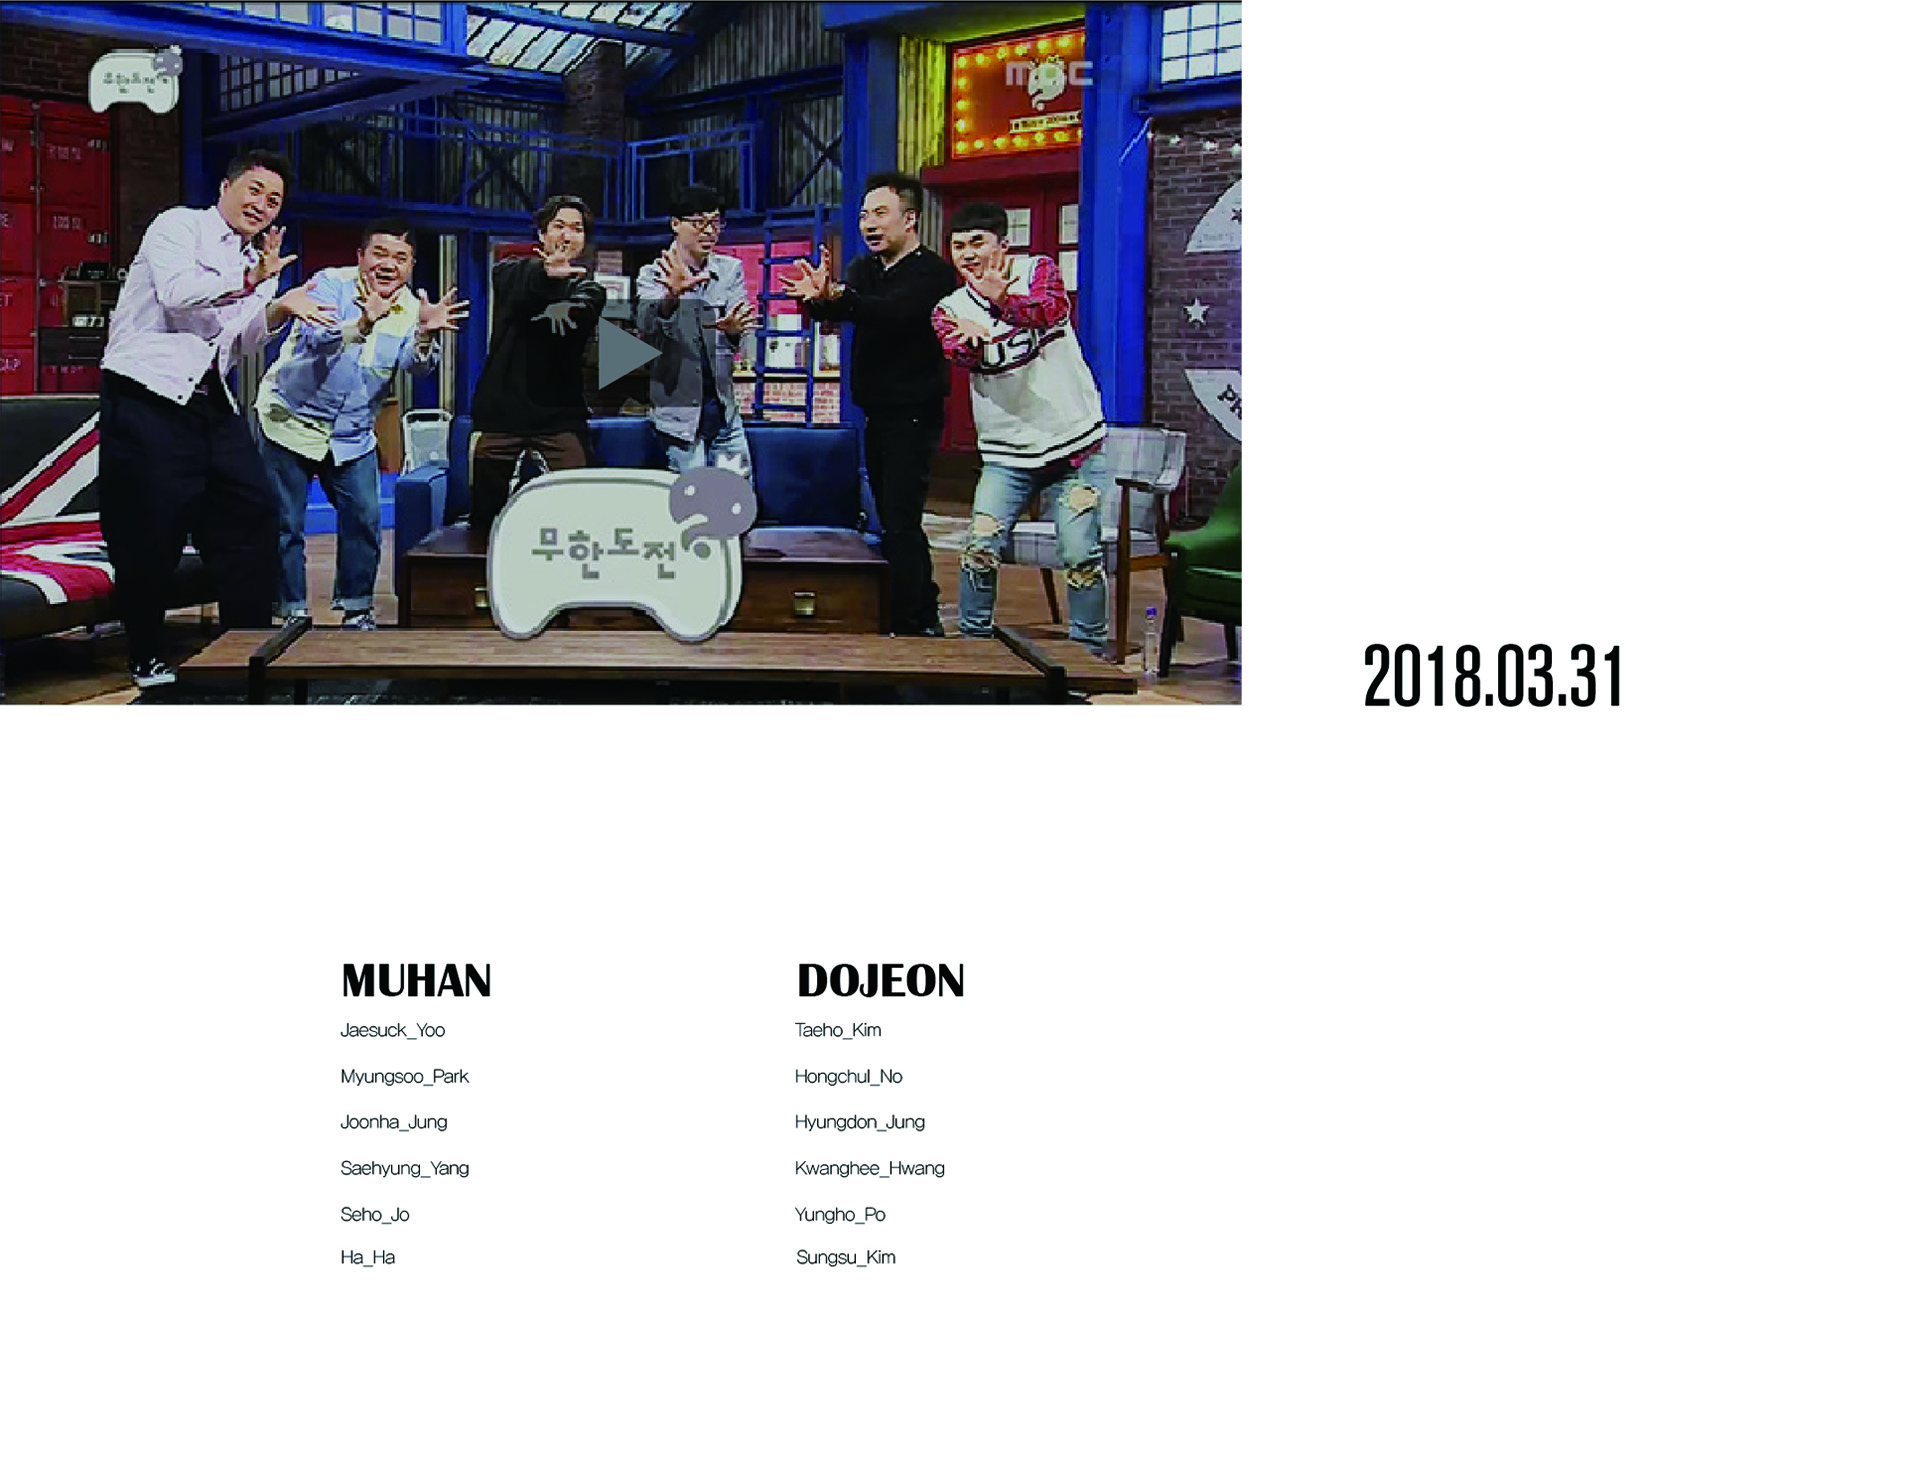 무한도전
mbc
무한도전
2018.03.31
MUHAN
Jaesuck_Yoo
Myungsoo_Park
Joonha_Jung
Saehyung_Yang
Seho_Jo
Ha_Ha
DOJEON
Taeho_Kim
Hongchul_No
Hyungdon_Jung
Kwanghee_Hwang
Yungho_Po
Sungsu_Kim